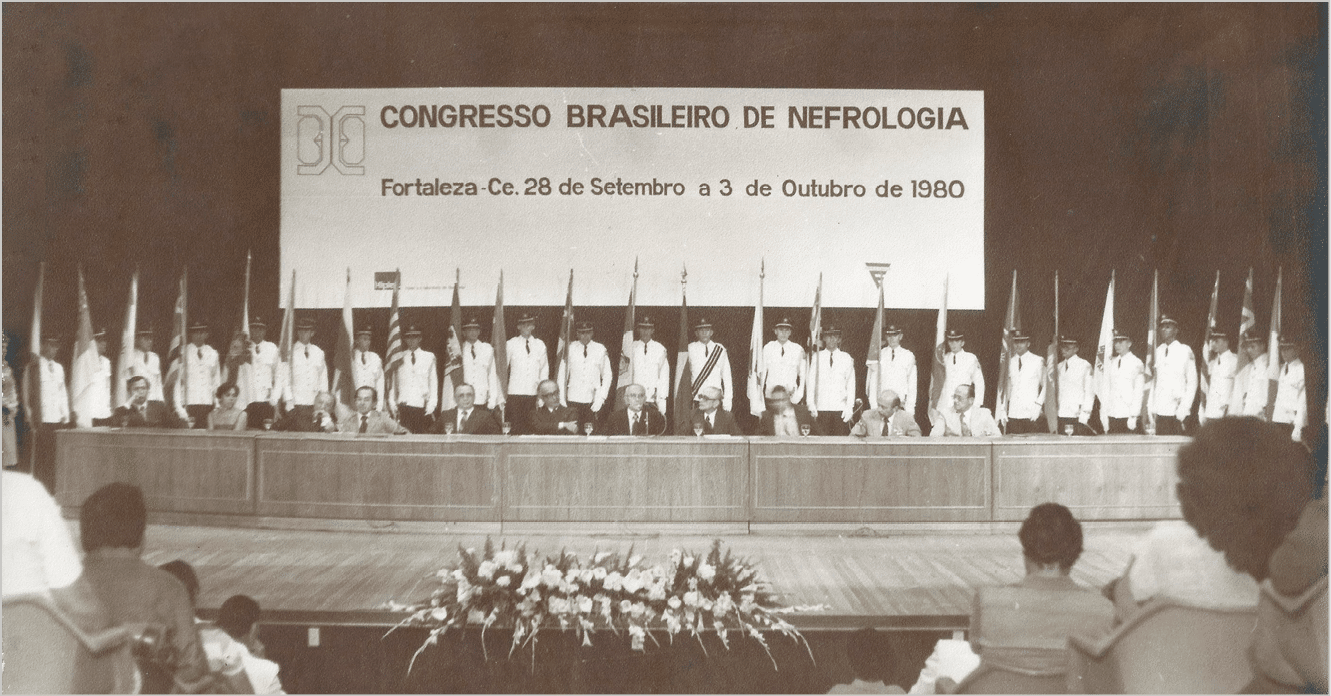 CONGRESSO BRASILEIRO DE NEFROLOGIA
Fortaleza-Ce. 28 de Setembro a 3 de Outubro de 1980